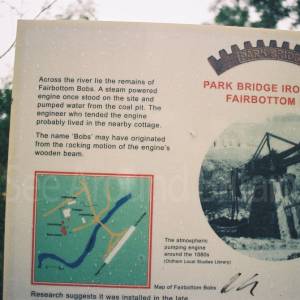 PARK BRIDGE
PARK BRIDGE IRO
FAIRBOTTOM
Across the river lie the remains of
Fairbottom Bobs. A steam powered
engine once stood on the site and
pumped water from the coal pit. The
engineer who tended the engine
probably lived in the nearby cottage.
The name 'Bobs' may have originated
from the rocking motion of the engine's
wooden beam.
The atmospheric
pumping engine
around the 1880s
(Oldham Local Studies Library)
Map of Fairbottom Bobs
Research suggests it was installed in the late